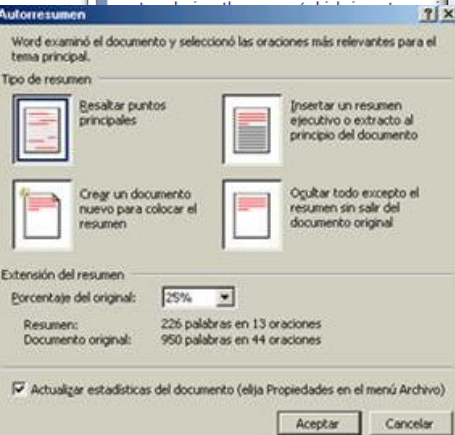 Autorresumen
Word examinó el documento y seleccionó las oraciones más relevantes para el
tema principal.
Tipo de resumen
Resaltar puntos
principales
Insertar un resumen
ejecutivo o extracto al
principio del documento
Crear un documento
nuevo para colocar el
resumen
Ocultar todo excepto el
resumen sin salir del
documento original
Extensión del resumen
Porcentaje del original:
25%
Resumen:
226 palabras en 13 oraciones
Documento original:
950 palabras en 44 oraciones
Actualizar estadísticas del documento (elija Propiedades en el menú Archivo)
Aceptar
Cancelar